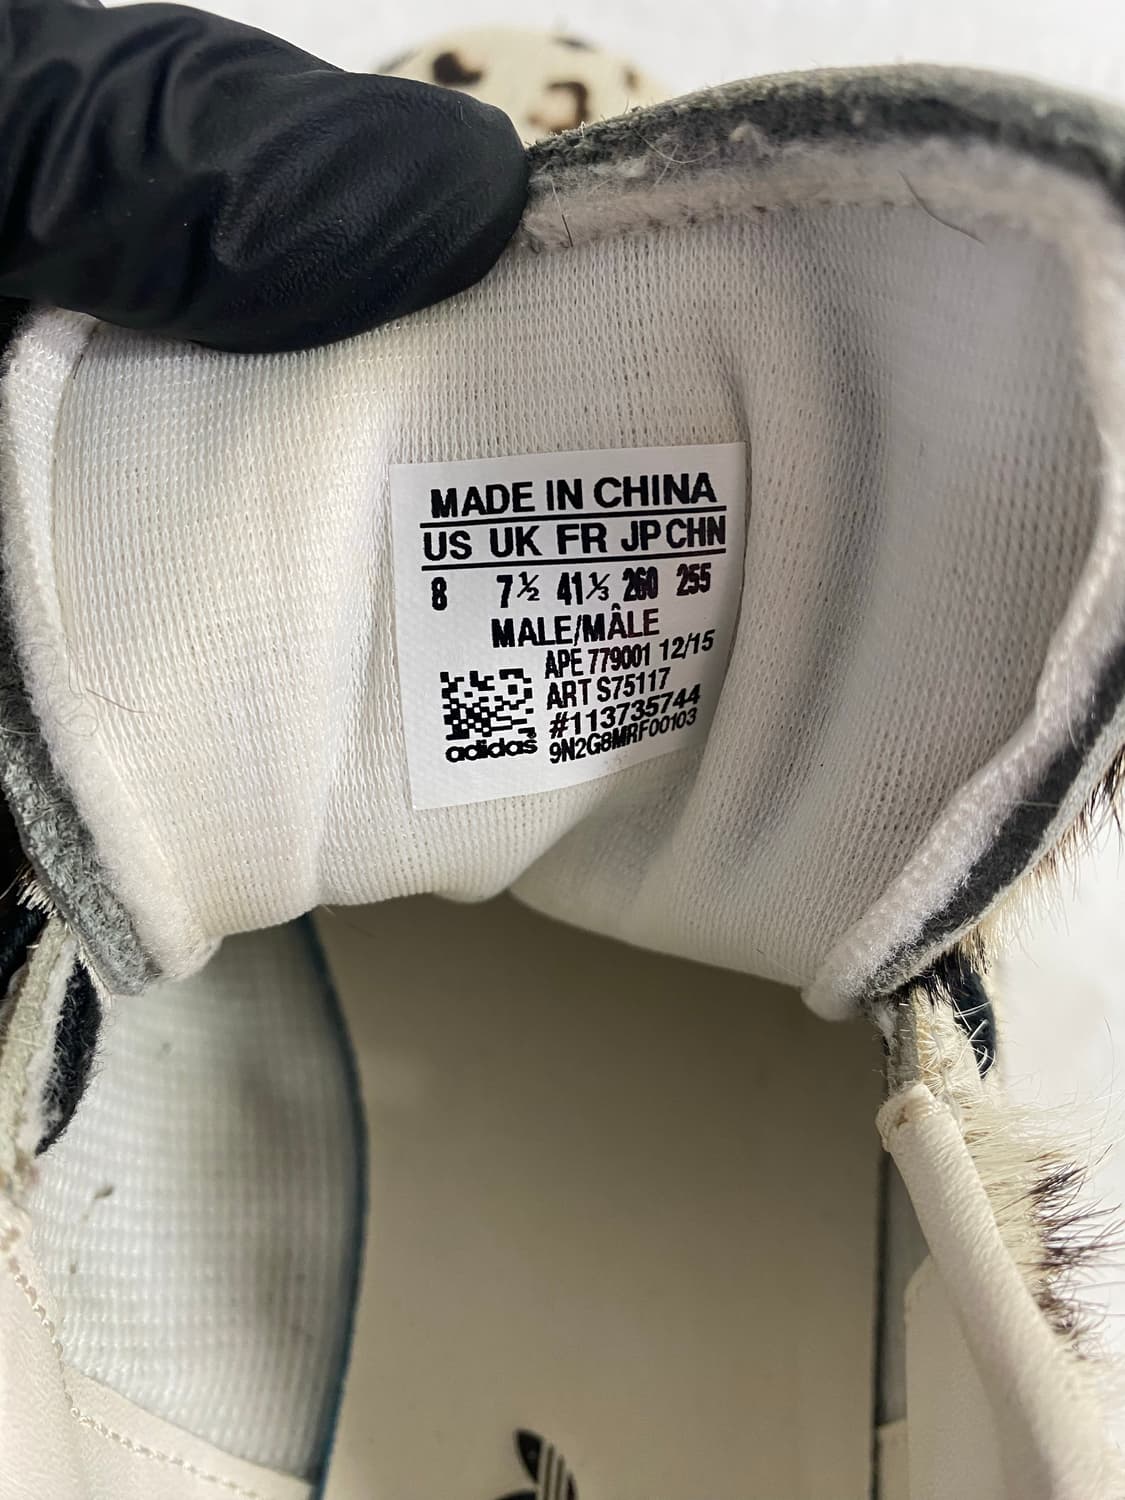 MADE IN CHINA
US UK FR JP CHN
8 7½ 41⅓ 260 255
MALE/MÂLE
APE 779001 12/15
ART S75117
#113735744
adidas 9N2G8MRF00103